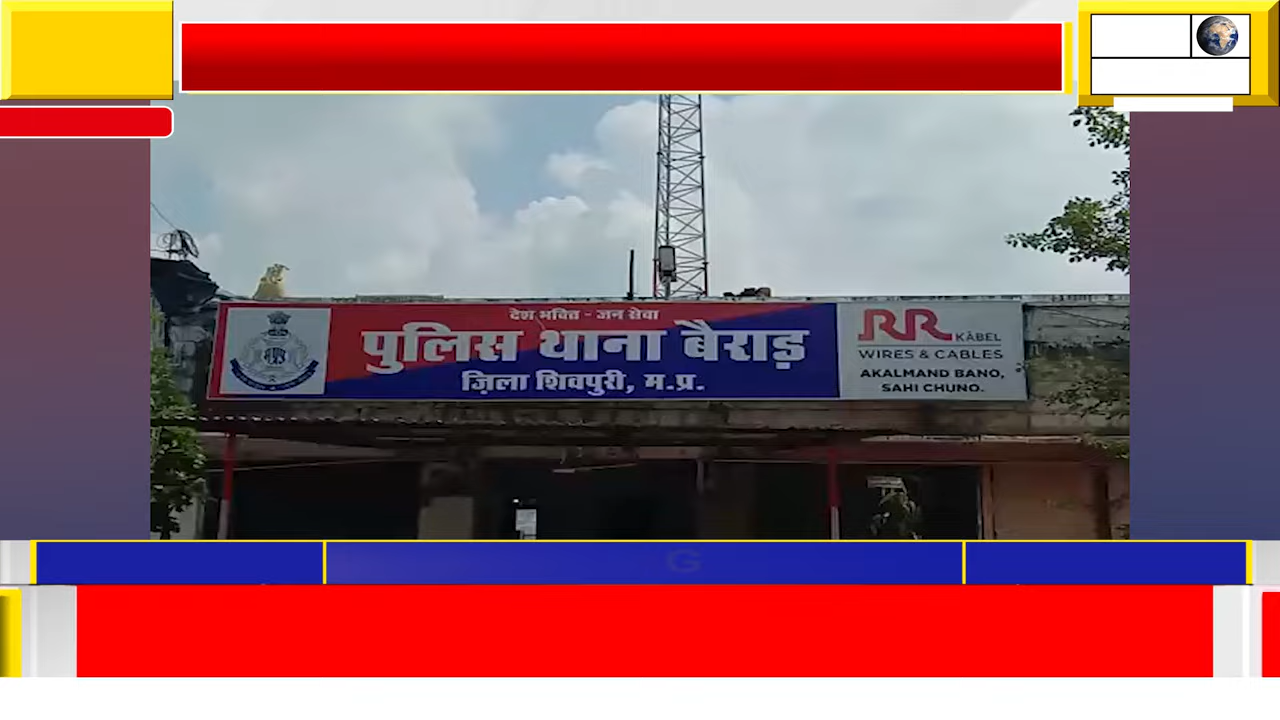 देश भक्ति - जन सेवा
पुलिस थाना बैराड़
ज़िला शिवपुरी, म.प्र.
RR KABEL
WIRES & CABLES
AKALMAND BANO,
SAHI CHUNO.
G